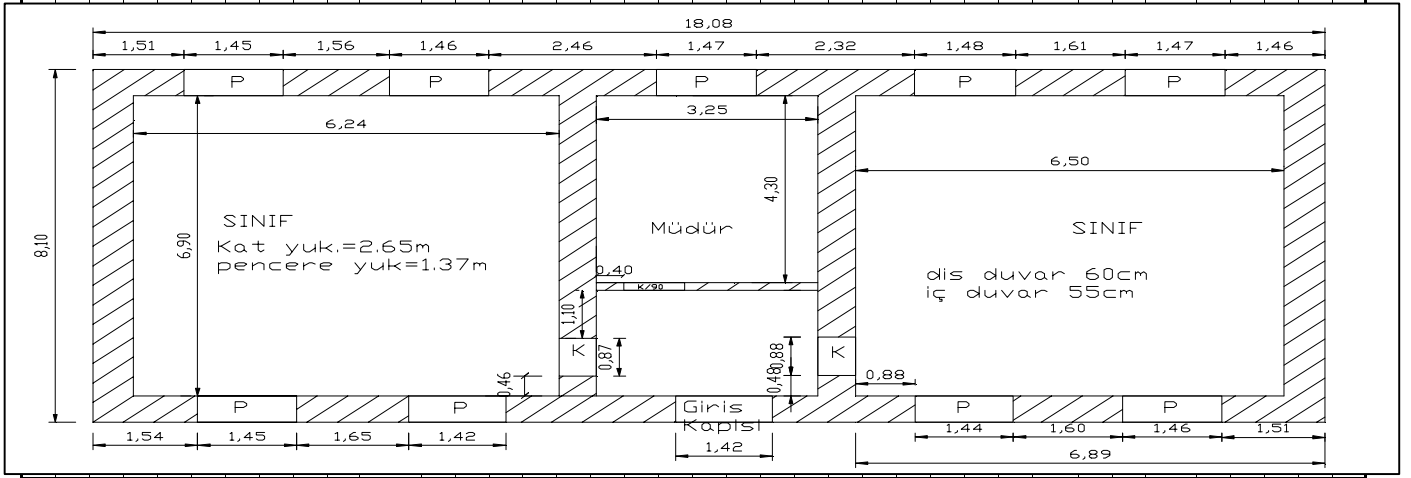 18,08
1,51 1,45 1,56 1,46 2,46 1,47 2,32 1,48 1,61 1,47 1,46
P P P P P
6,24 3,25
6,50
4,30
8,10
6,90
SINIF
Kat yuk.=2.65m
pencere yuk=1.37m
Müdür
SINIF
dis duvar 60cm
iç duvar 55cm
0,40
K/90
1,10
K
0,87
0,88
K
0,46
0,48
0,88
P P
Giris
Kapısı
P P
1,54 1,45 1,65 1,42
1,42
1,44 1,60 1,46 1,51
6,89